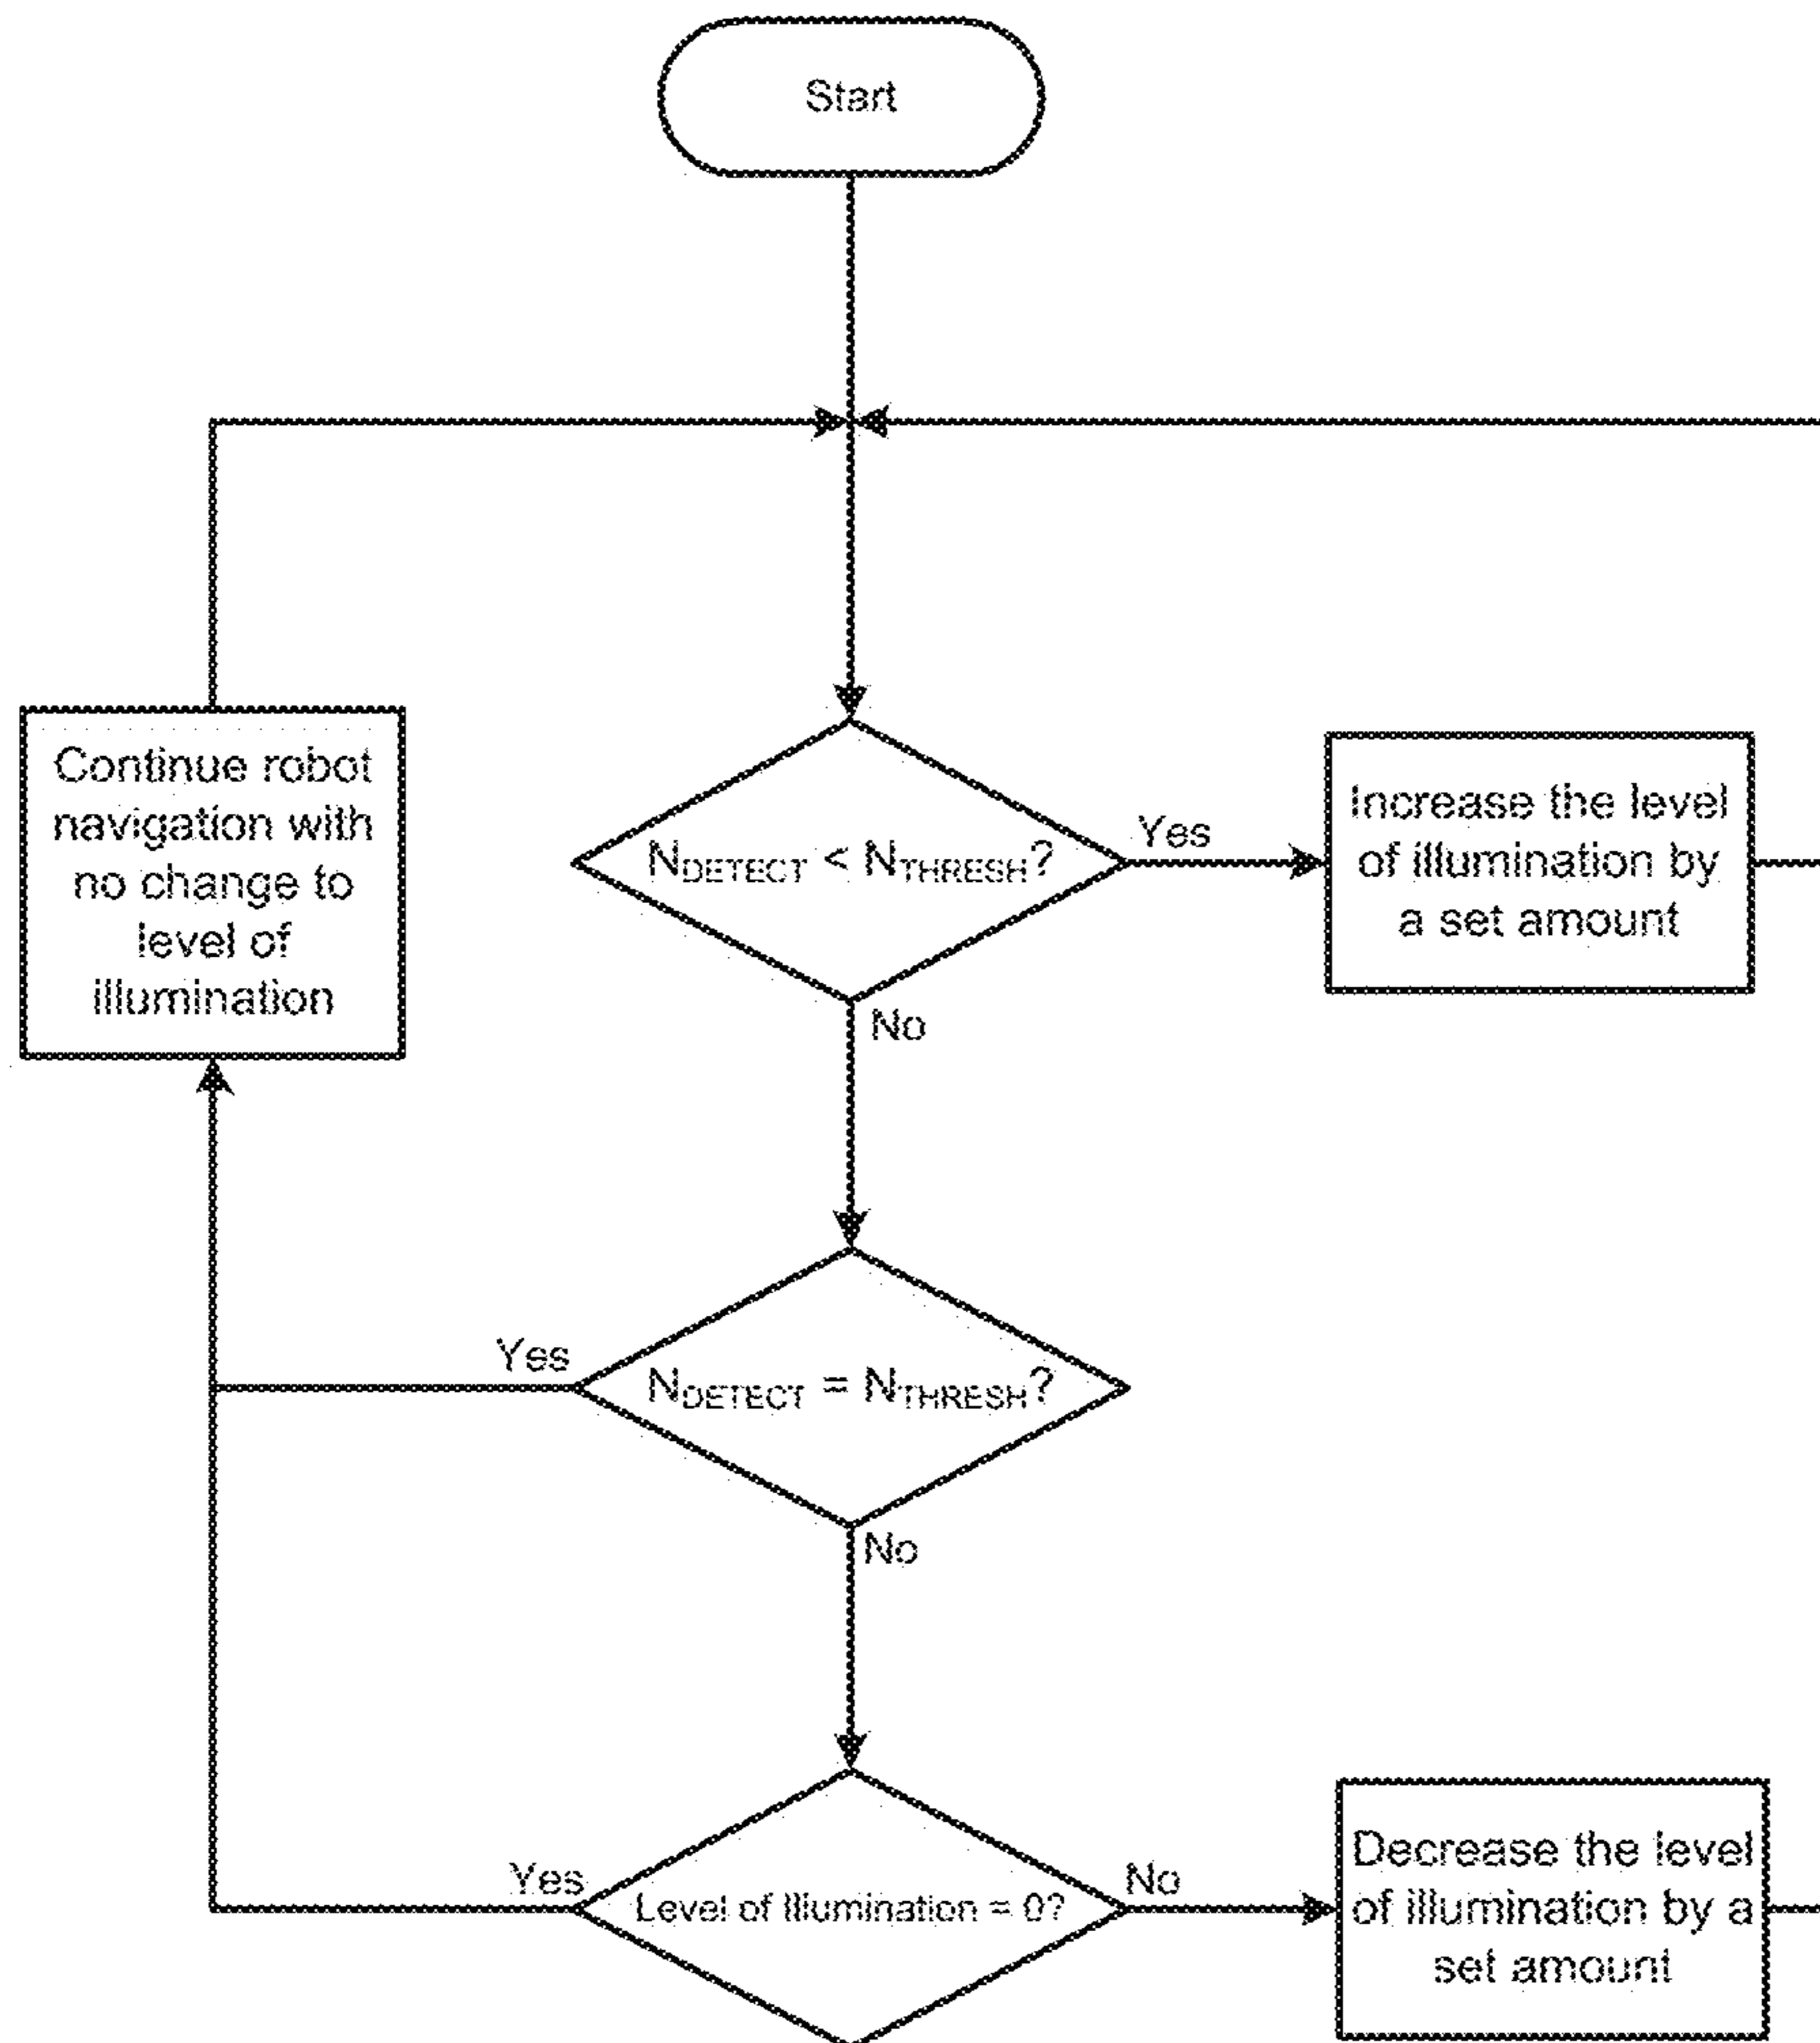 Start
Continue robot
navigation with
no change to
level of
illumination
NDETECT < NTHRESH?
Yes
Increase the level
of illumination by
a set amount
No
Yes
NDETECT = NTHRESH?
No
Yes
Level of Illumination = 0?
No
Decrease the level
of illumination by a
set amount